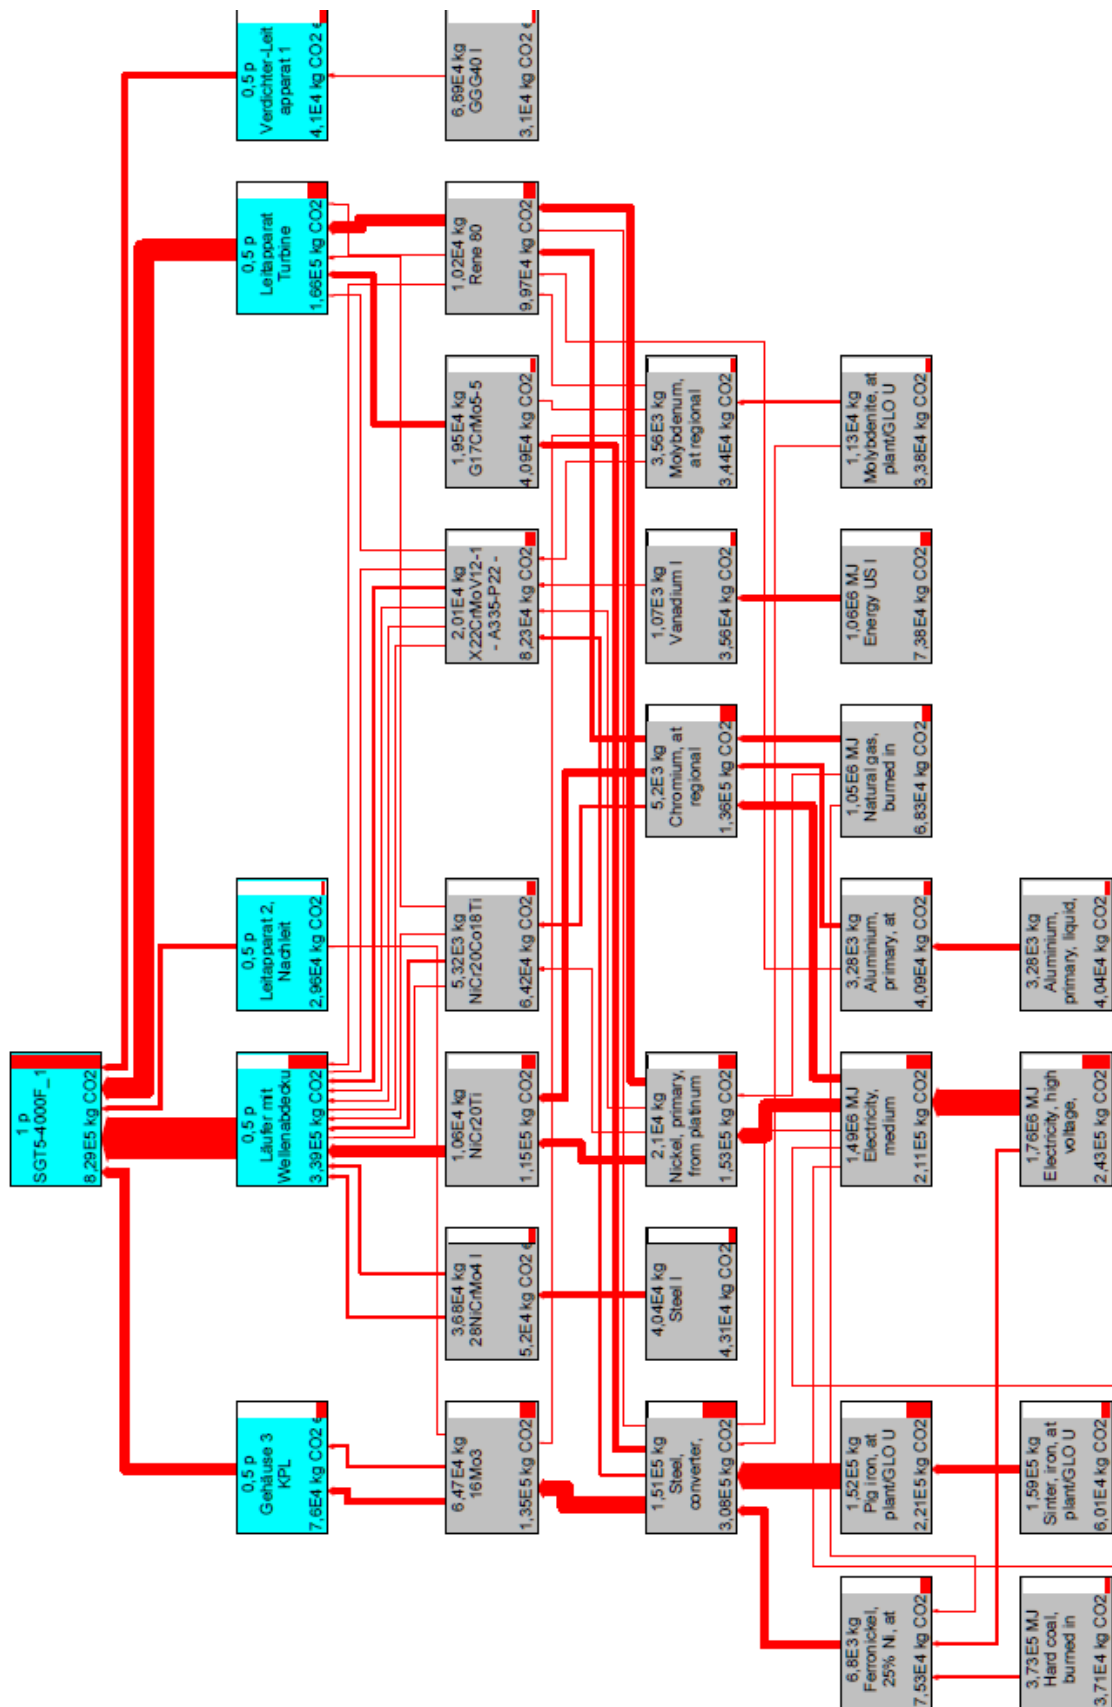 1 p
SGT5-4000F_1
8,29E5 kg CO2
0,5 p
Gehäuse 3
KPL
7,6E4 kg CO2 e
0,5 p
Läufer mit
Wellenabdecku
3,39E5 kg CO2
0,5 p
Leitapparat 2,
Nachleit
2,96E4 kg CO2
0,5 p
Leitapparat
Turbine
1,66E5 kg CO2
0,5 p
Verdichter-Leit
apparat 1
4,1E4 kg CO2 e
6,47E4 kg
16Mo3
1,35E5 kg CO2
3,68E4 kg
28NiCrMo4 I
5,2E4 kg CO2 e
1,06E4 kg
NiCr20Ti
1,15E5 kg CO2
5,32E3 kg
NiCr20Co18Ti
6,42E4 kg CO2
2,01E4 kg
X22CrMoV12-1
- A335-P22 -
8,23E4 kg CO2
1,95E4 kg
G17CrMo5-5
4,09E4 kg CO2
1,02E4 kg
Rene 80
9,97E4 kg CO2
6,89E4 kg
GGG40 I
3,1E4 kg CO2 e
1,51E5 kg
Steel,
converter,
3,08E5 kg CO2
4,04E4 kg
Steel I
4,31E4 kg CO2
2,1E4 kg
Nickel, primary,
from platinum
1,53E5 kg CO2
5,2E3 kg
Chromium, at
regional
1,36E5 kg CO2
1,07E3 kg
Vanadium I
3,56E4 kg CO2
3,56E3 kg
Molybdenum,
at regional
3,44E4 kg CO2
6,8E3 kg
Ferronickel,
25% Ni, at
7,53E4 kg CO2
1,52E5 kg
Pig iron, at
plant/GLO U
2,21E5 kg CO2
1,49E6 MJ
Electricity,
medium
2,11E5 kg CO2
3,28E3 kg
Aluminium,
primary, at
4,09E4 kg CO2
1,05E6 MJ
Natural gas,
burned in
6,83E4 kg CO2
1,06E6 MJ
Energy US I
7,38E4 kg CO2
1,13E4 kg
Molybdenite, at
plant/GLO U
3,38E4 kg CO2
3,73E5 MJ
Hard coal,
burned in
3,71E4 kg CO2
1,59E5 kg
Sinter, iron, at
plant/GLO U
6,01E4 kg CO2
1,76E6 MJ
Electricity, high
voltage,
2,43E5 kg CO2
3,28E3 kg
Aluminium,
primary, liquid,
4,04E4 kg CO2